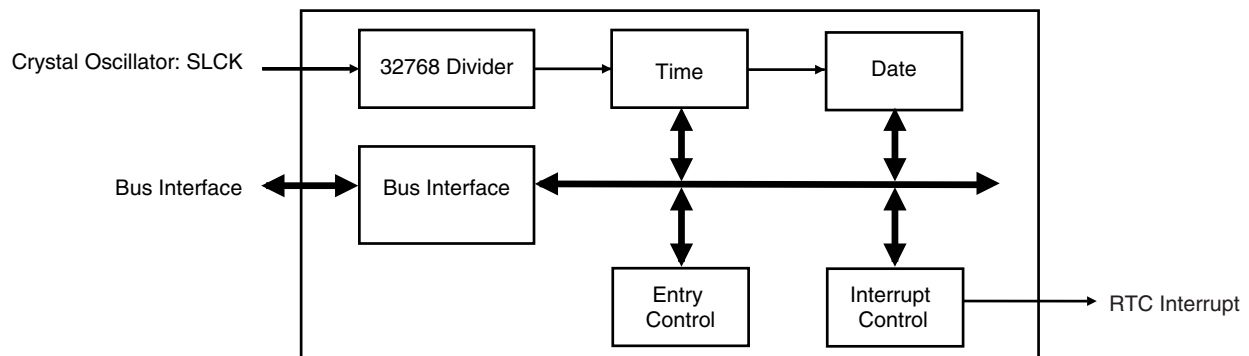 Crystal Oscillator: SLCK
32768 Divider
Time
Date
Bus Interface
Bus Interface
Entry
Control
Interrupt
Control
RTC Interrupt